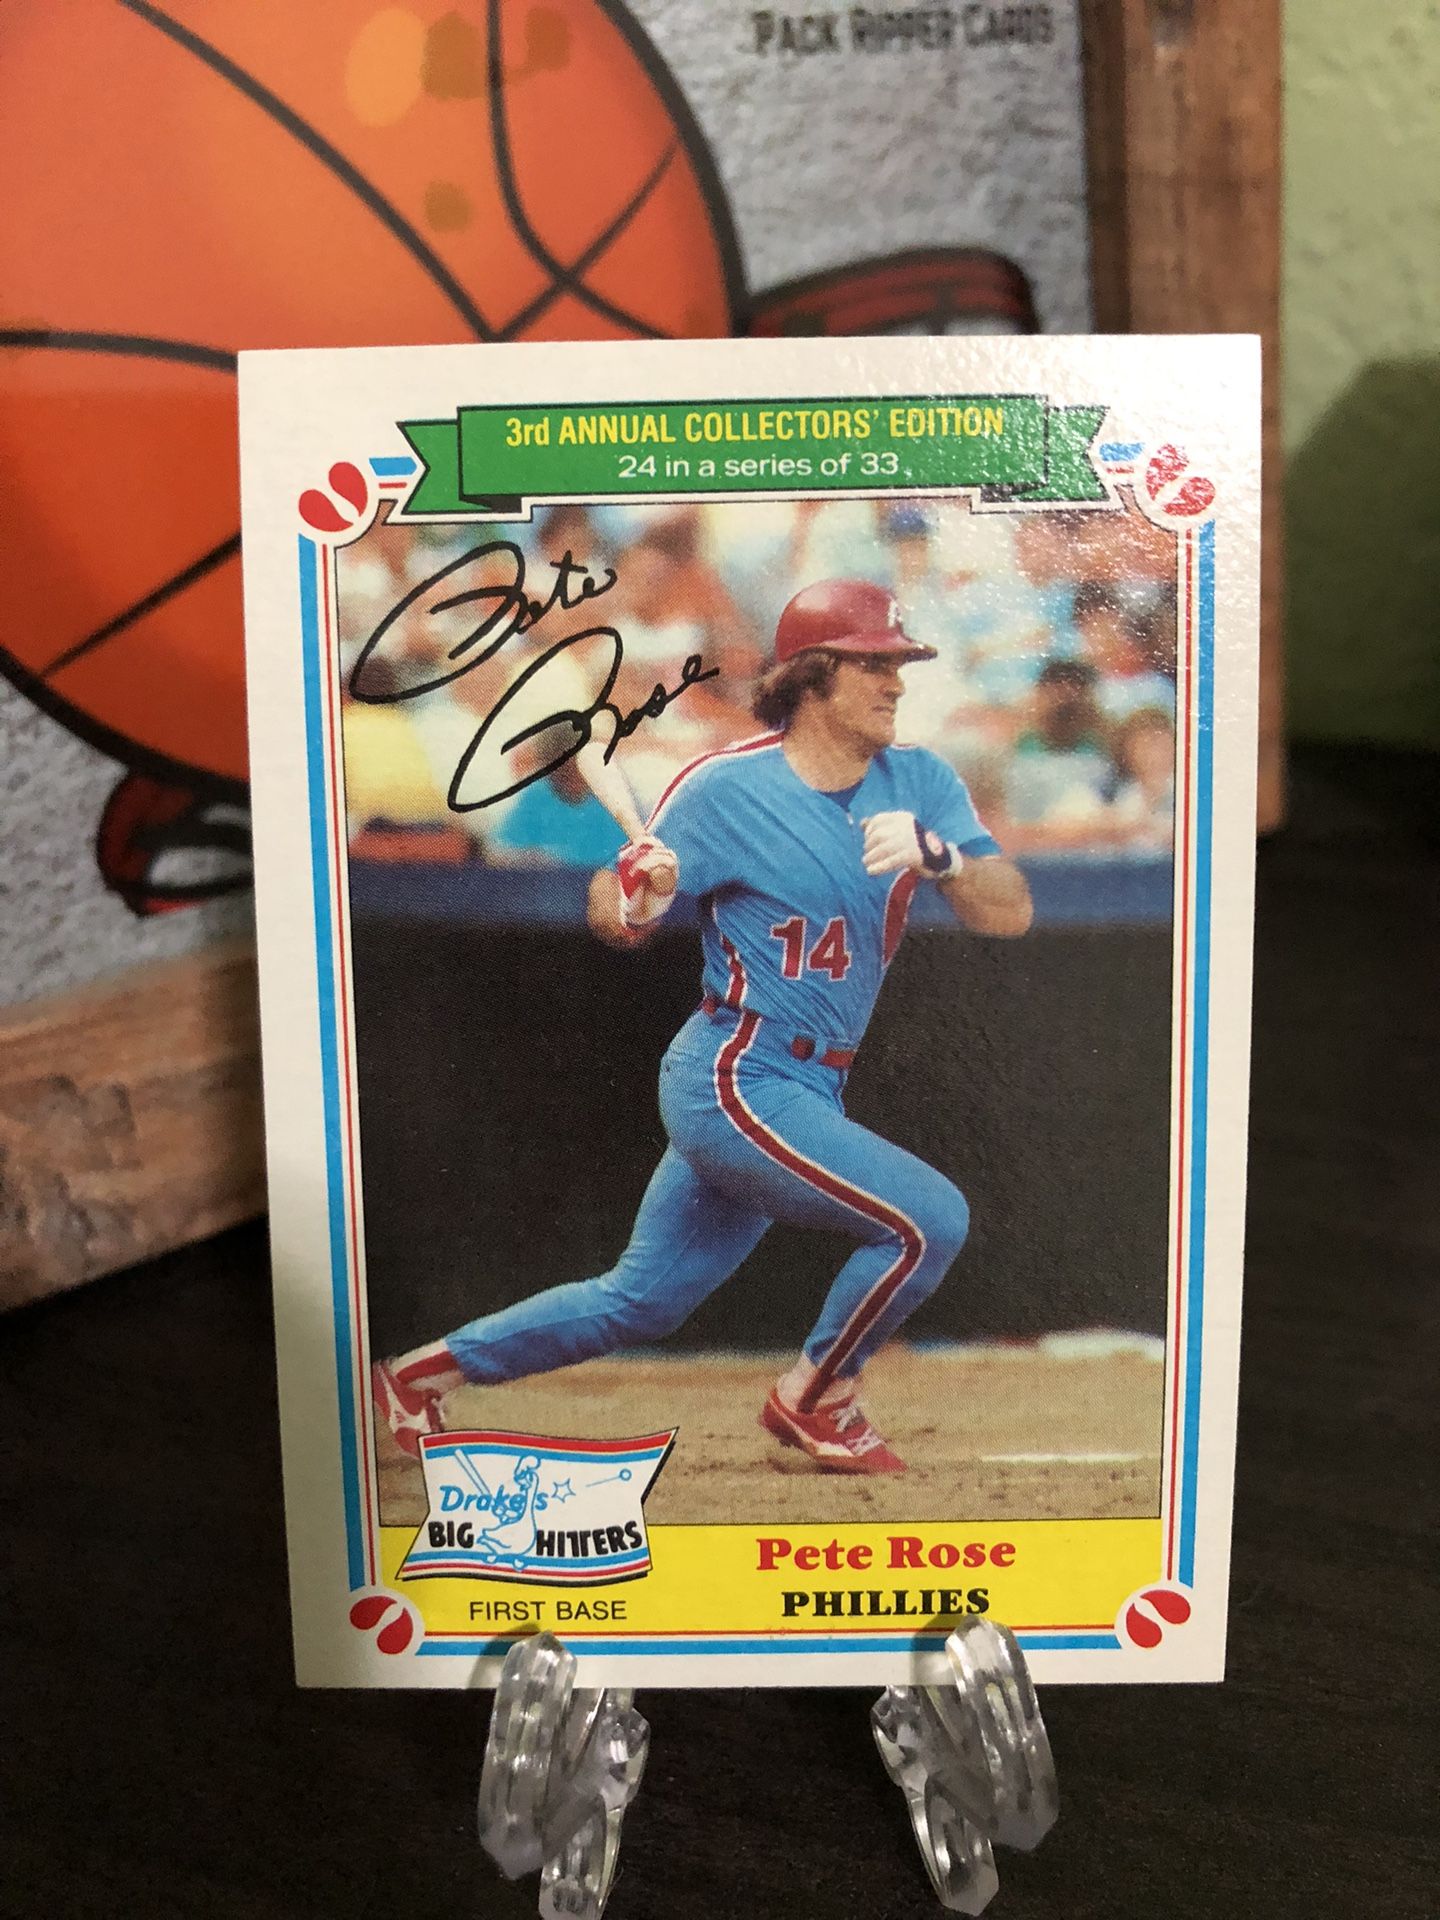 PACK RIPPER CARDS
3rd ANNUAL COLLECTORS' EDITION
24 in a series of 33
Pete
Rose
14
Drake's
BIG HITTERS
Pete Rose
PHILLIES
FIRST BASE